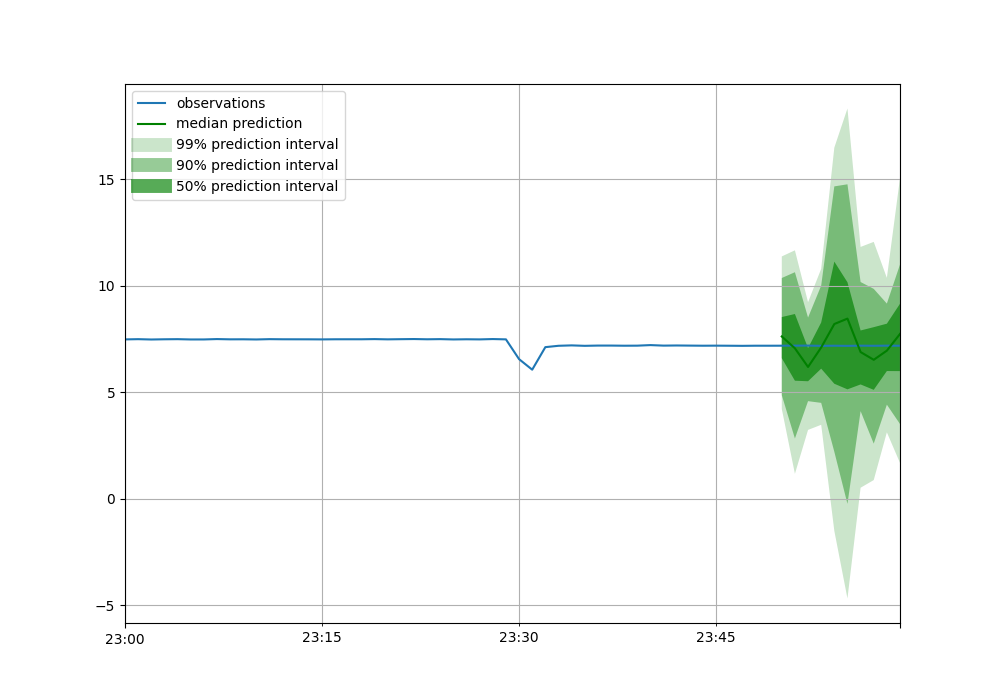 observations
median prediction
99% prediction interval
90% prediction interval
50% prediction interval
15
10
5
0
−5
23:00
23:15
23:30
23:45